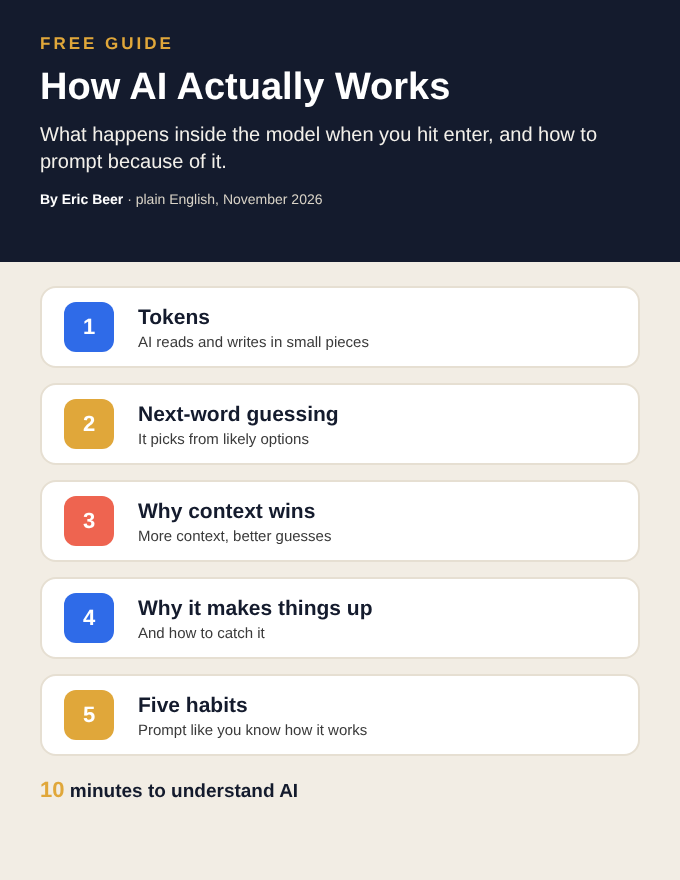 FREE GUIDE
How AI Actually Works
What happens inside the model when you hit enter, and how to
prompt because of it.
By Eric Beer · plain English, November 2026
1
Tokens
AI reads and writes in small pieces
2
Next-word guessing
It picks from likely options
3
Why context wins
More context, better guesses
4
Why it makes things up
And how to catch it
5
Five habits
Prompt like you know how it works
10 minutes to understand AI